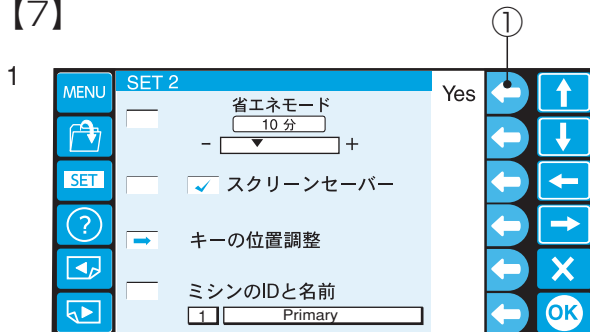 【7】
①
1
MENU
SET 2
Yes
省エネモード
10 分
- +
SET
スクリーンセーバー
?
キーの位置調整
ミシンのIDと名前
1 Primary
OK